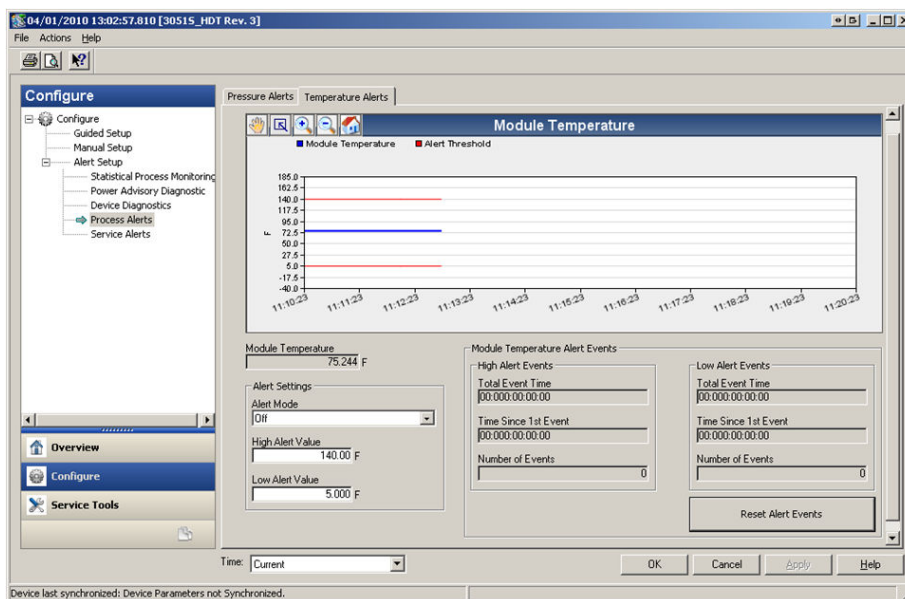 04/01/2010 13:02:57.810 [3051S_HDT Rev. 3]
File Actions Help
Configure
Configure
Guided Setup
Manual Setup
Alert Setup
Statistical Process Monitoring
Power Advisory Diagnostic
Device Diagnostics
Process Alerts
Service Alerts
Overview
Configure
Service Tools
Pressure Alerts Temperature Alerts
Module Temperature
Module Temperature Alert Threshold
185.0
162.5
140.0
117.5
95.0
72.5
50.0
27.5
5.0
-17.5
-40.0
F
11:10:23 11:11:23 11:12:23 11:13:23 11:14:23 11:15:23 11:16:23 11:17:23 11:18:23 11:19:23 11:20:23
Module Temperature
75.244 F
Alert Settings
Alert Mode
Off
High Alert Value
140.00 F
Low Alert Value
5.000 F
Module Temperature Alert Events
High Alert Events
Total Event Time
00:000:00:00:00
Time Since 1st Event
00:000:00:00:00
Number of Events
0
Low Alert Events
Total Event Time
00:000:00:00:00
Time Since 1st Event
00:000:00:00:00
Number of Events
0
Reset Alert Events
Time: Current
OK Cancel Apply Help
Device last synchronized: Device Parameters not Synchronized.